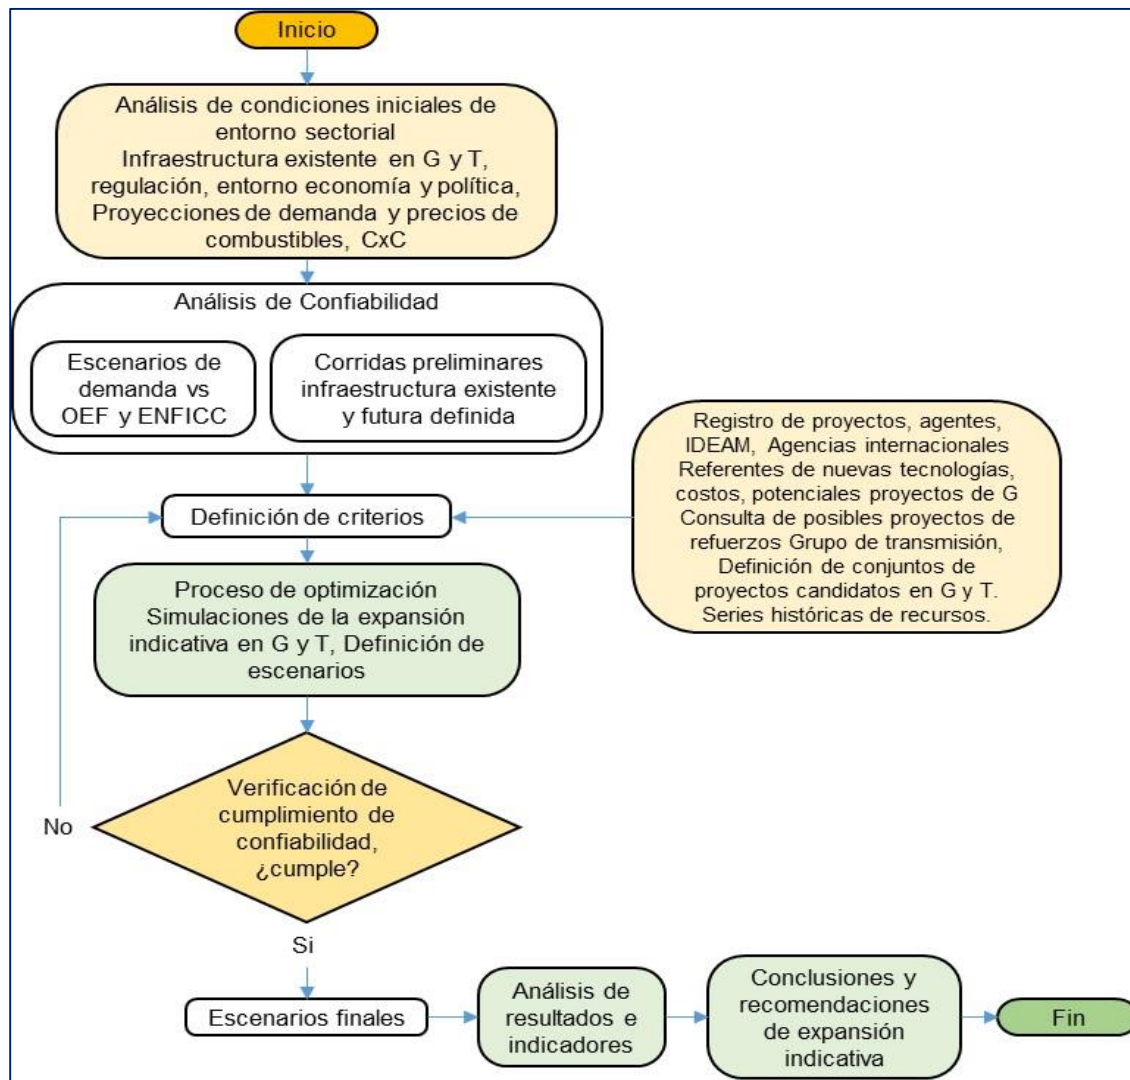 Inicio
Análisis de condiciones iniciales de
entorno sectorial
Infraestructura existente en G y T,
regulación, entorno economía y política,
Proyecciones de demanda y precios de
combustibles, CxC
Análisis de Confiabilidad
Escenarios de
demanda vs
OEF y ENFICC
Corridas preliminares
infraestructura existente
y futura definida
Registro de proyectos, agentes,
IDEAM, Agencias internacionales
Referentes de nuevas tecnologías,
costos, potenciales proyectos de G
Consulta de posibles proyectos de
refuerzos Grupo de transmisión,
Definición de conjuntos de
proyectos candidatos en G y T.
Series históricas de recursos.
Definición de criterios
Proceso de optimización
Simulaciones de la expansión
indicativa en G y T, Definición de
escenarios
Verificación de
cumplimiento de
confiabilidad,
¿cumple?
No
Si
Escenarios finales
Análisis de
resultados e
indicadores
Conclusiones y
recomendaciones
de expansión
indicativa
Fin